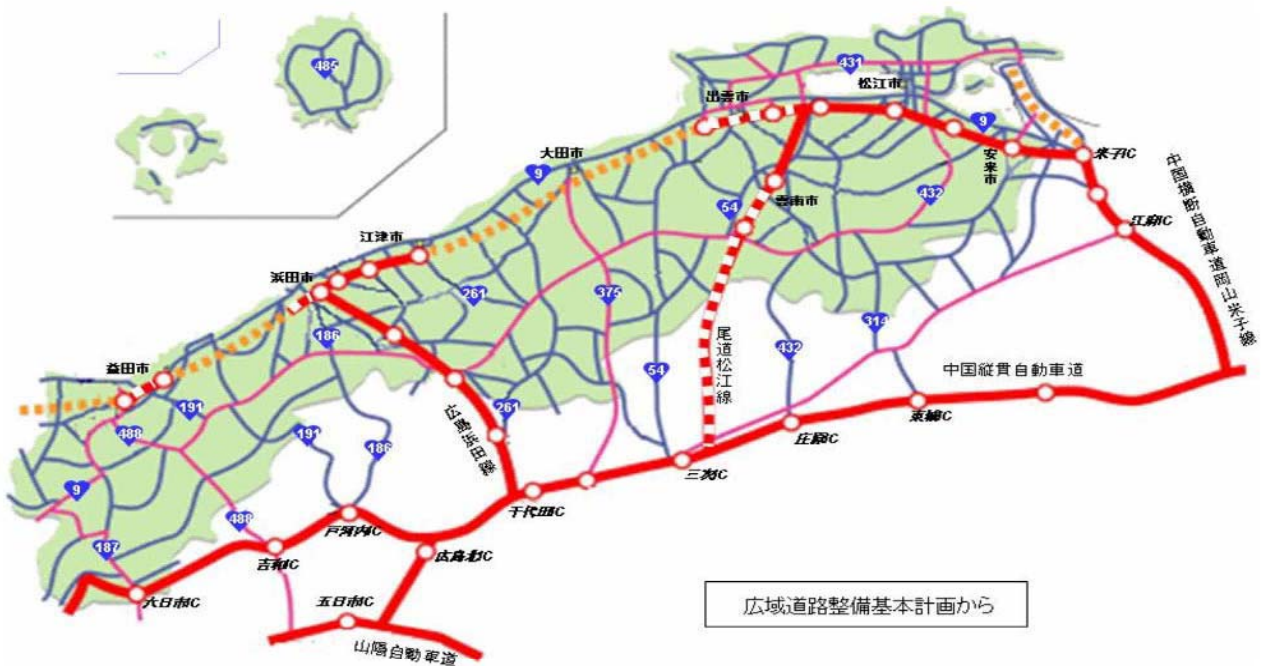 485
431
松江市
出雲市
9
安来市
米子IC
大田市
9
54
雲南市
432
江府IC
中国横断自動車道岡山米子線
江津市
浜田市
261
375
186
314
432
尾道松江線
54
中国縦貫自動車道
益田市
191
488
広島浜田線
261
191
186
庄原IC
東城IC
三次IC
9
488
千代田IC
戸河内IC
187
吉和IC
広島北IC
六日市IC
五日市IC
山陽自動車道
広域道路整備基本計画から